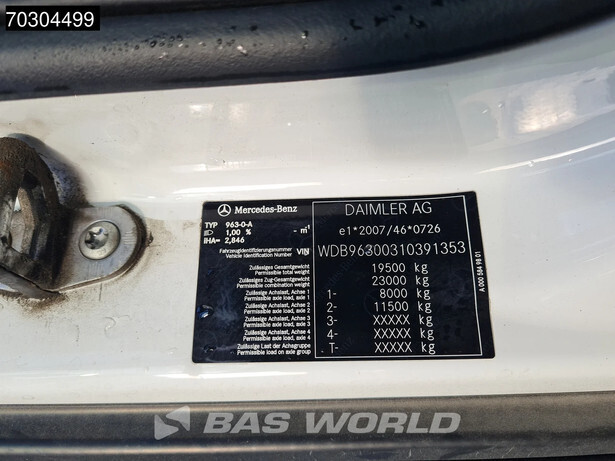 70304499
Mercedes-Benz
DAIMLER AG
TYP 963-0-A
1,00 % - m⁻¹
IHA= 2,846
e1*2007/46*0726
Fahrzeugidentifizierungsnummer
Vehicle Identification Number VIN WDB96300310391353
Zulässiges Gesamtgewicht
Permissible total weight 19500 kg
Zulässiges Zug-Gesamtgewicht
Permissible combination weight 23000 kg
Zulässige Achslast, Achse 1
Permissible axle load, axle 1 1- 8000 kg
Zulässige Achslast, Achse 2
Permissible axle load, axle 2 2- 11500 kg
Zulässige Achslast, Achse 3
Permissible axle load, axle 3 3- XXXXX kg
Zulässige Achslast, Achse 4
Permissible axle load, axle 4 4- XXXXX kg
Zulässige Last der Achsgruppe
Permissible load on axle group T- XXXXX kg
A 000 584 98 01
BAS WORLD